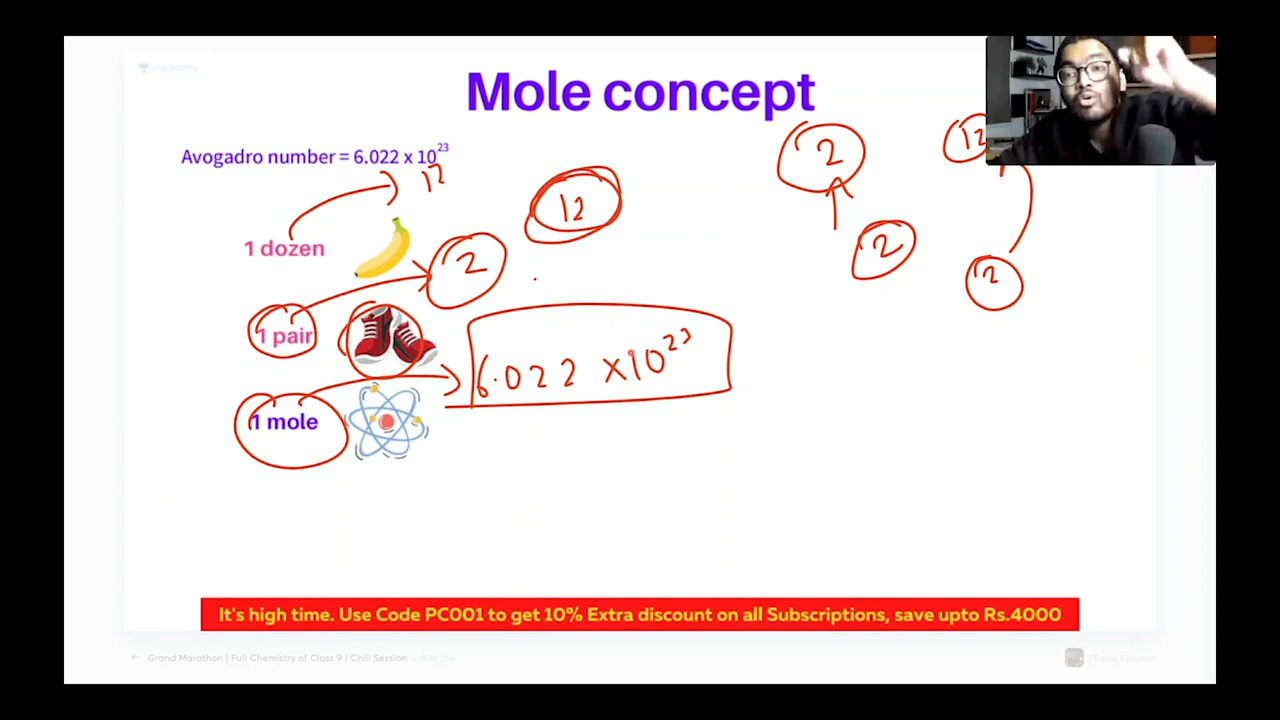 unacademy
Mole concept
Avogadro number = 6.022 x 10²³
12
1 dozen
12
2
1 pair
6.022 x10²³
1 mole
2
12
2
12
It's high time. Use Code PC001 to get 10% Extra discount on all Subscriptions, save upto Rs.4000
← Grand Marathon | Full Chemistry of Class 9 | Chill Session